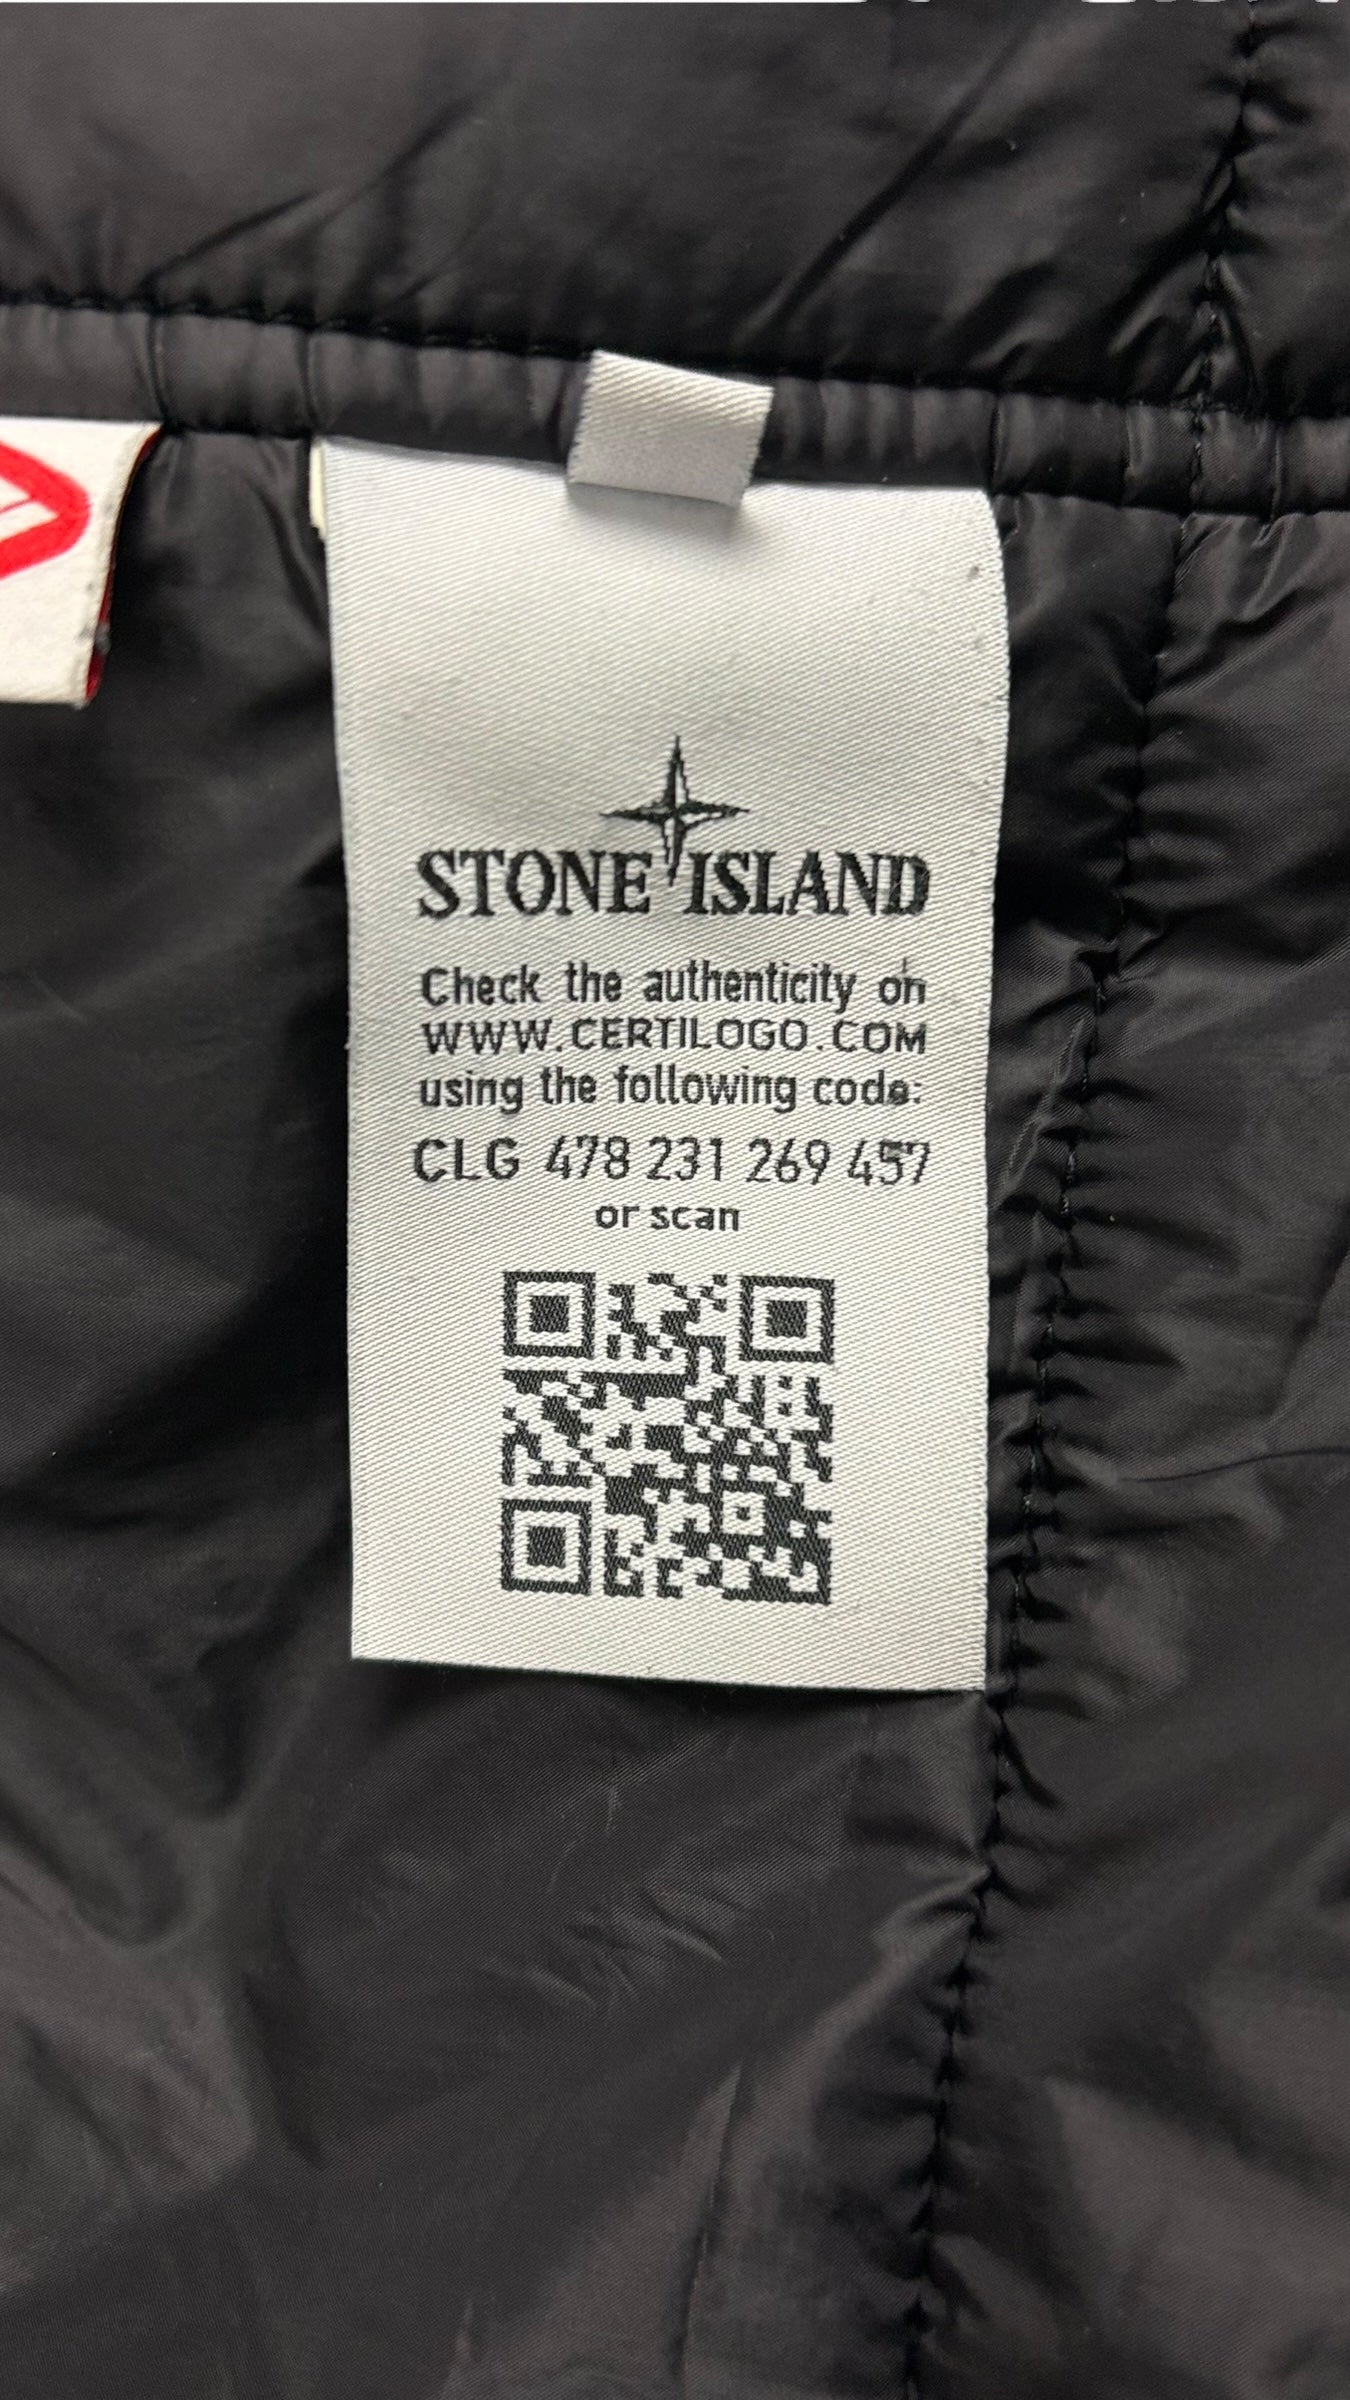 STONE ISLAND
Check the authenticity on
WWW.CERTILOGO.COM
using the following code:
CLG 478 231 269 457
or scan